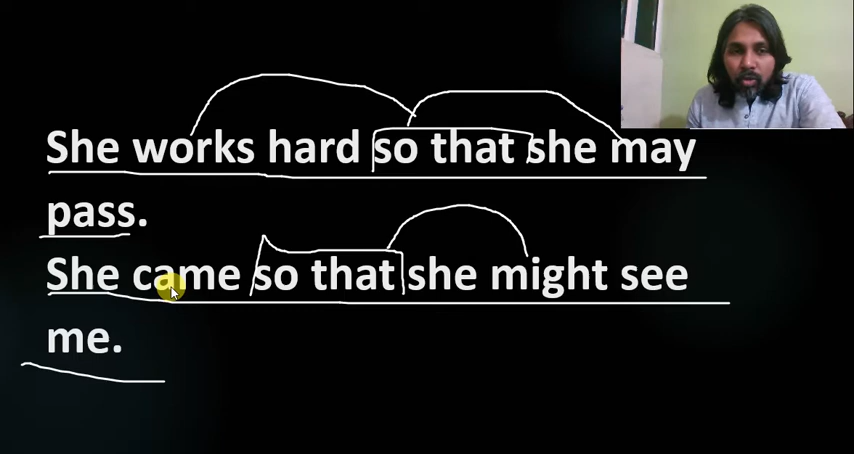 She works hard so that she may
pass.
She came so that she might see
me.